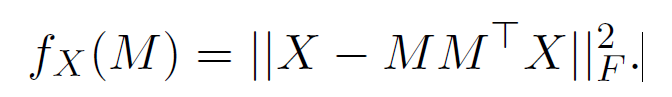 f_X(M) = ||X − MM^⊤X||_F^2.